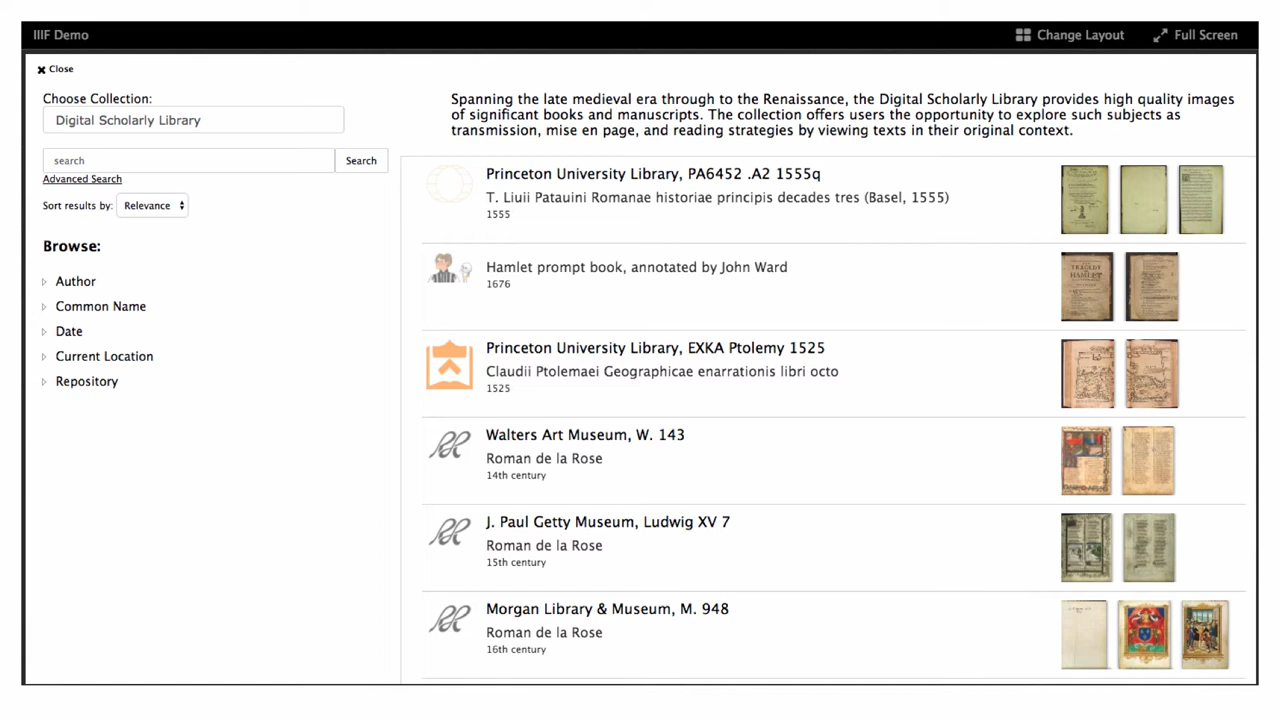 IIIF Demo
Change Layout
Full Screen
Close
Choose Collection:
Digital Scholarly Library
search
Search
Advanced Search
Sort results by:
Relevance
Browse:
Author
Common Name
Date
Current Location
Repository
Spanning the late medieval era through to the Renaissance, the Digital Scholarly Library provides high quality images
of significant books and manuscripts. The collection offers users the opportunity to explore such subjects as
transmission, mise en page, and reading strategies by viewing texts in their original context.
Princeton University Library, PA6452 .A2 1555q
T. Liuii Patauini Romanae historiae principis decades tres (Basel, 1555)
1555
Hamlet prompt book, annotated by John Ward
1676
TRAGEDY
HAMLET
Princeton University Library, EXKA Ptolemy 1525
Claudii Ptolemaei Geographicae enarrationis libri octo
1525
Walters Art Museum, W. 143
Roman de la Rose
14th century
J. Paul Getty Museum, Ludwig XV 7
Roman de la Rose
15th century
Morgan Library & Museum, M. 948
Roman de la Rose
16th century